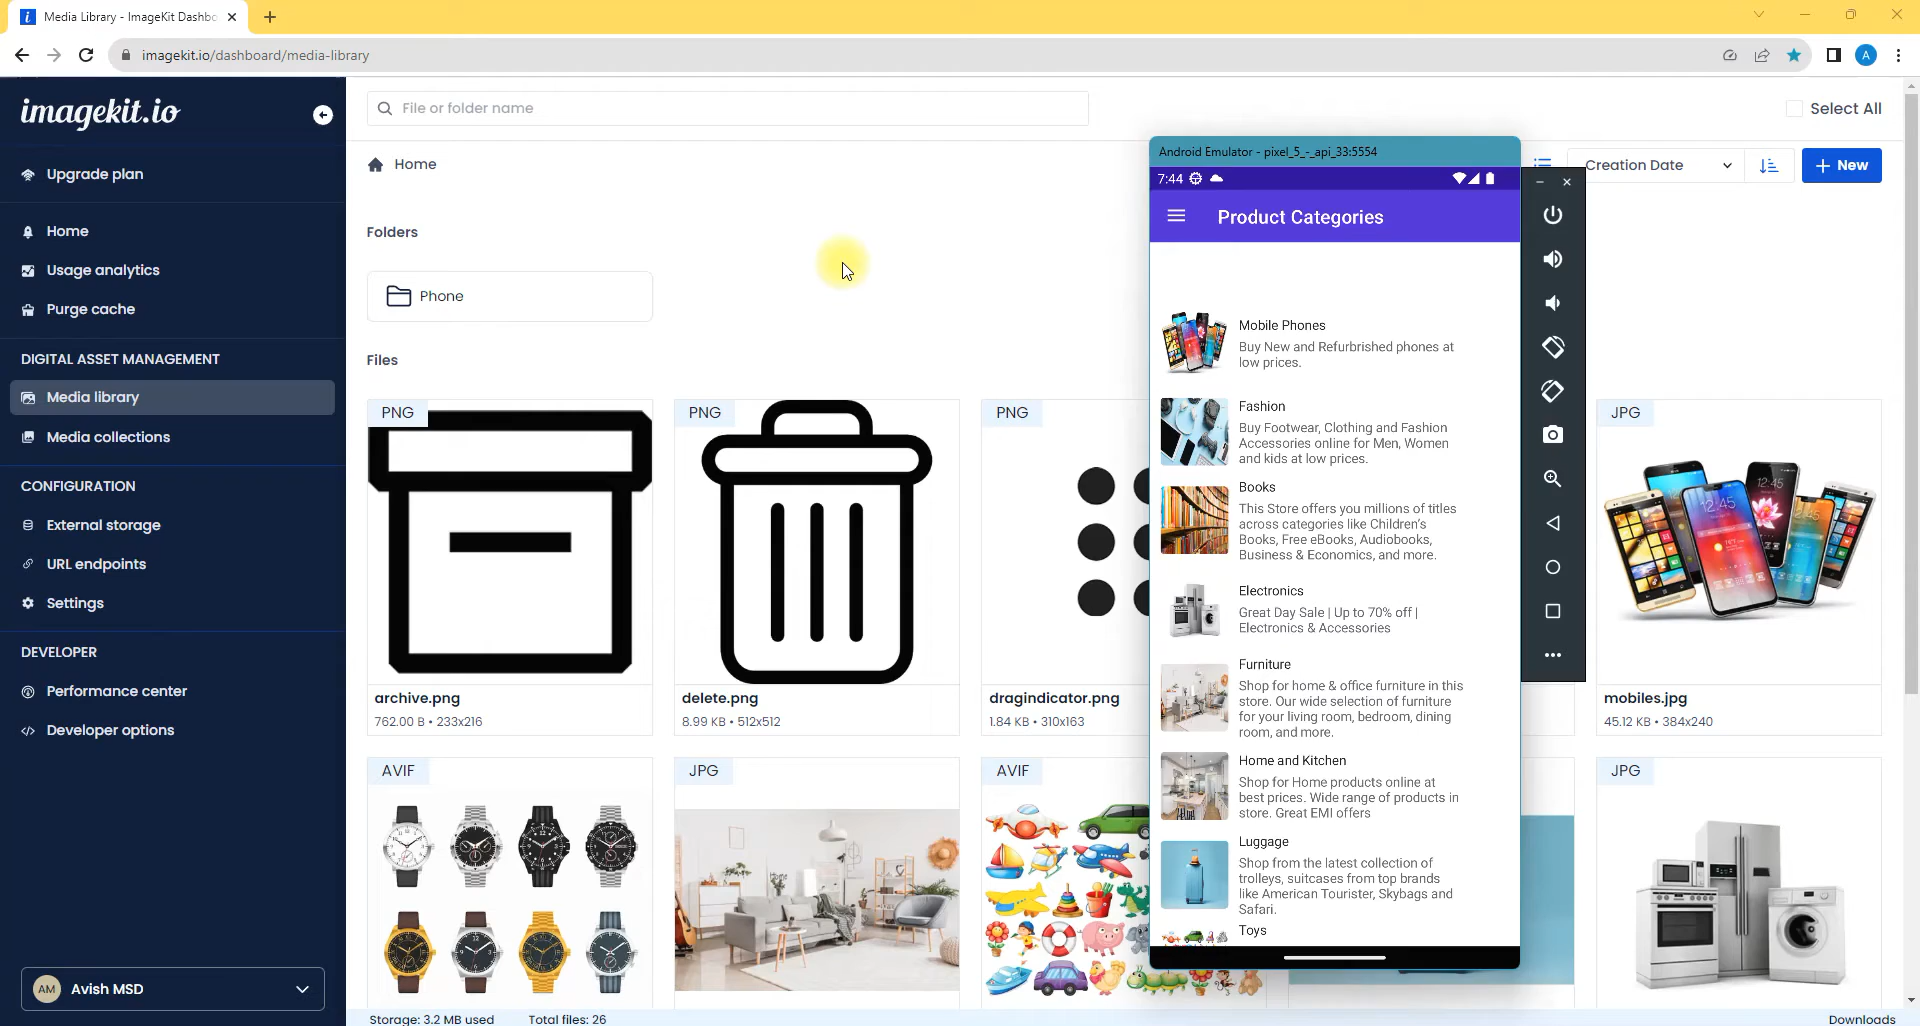 Media Library - ImageKit Dashbo
imagekit.io/dashboard/media-library
A
imagekit.io
Upgrade plan
Home
Usage analytics
Purge cache
DIGITAL ASSET MANAGEMENT
Media library
Media collections
CONFIGURATION
External storage
URL endpoints
Settings
DEVELOPER
Performance center
Developer options
AM
Avish MSD
File or folder name
Select All
Home
Creation Date
New
Folders
Phone
Files
PNG
archive.png
762.00 B • 233x216
PNG
delete.png
8.99 KB • 512x512
PNG
dragindicator.png
1.84 KB • 310x163
JPG
mobiles.jpg
45.12 KB • 384x240
AVIF
JPG
AVIF
JPG
Storage: 3.2 MB used
Total files: 26
Downloads
Android Emulator - pixel_5_-_api_33:5554
7:44
Product Categories
Mobile Phones
Buy New and Refurbrished phones at
low prices.
Fashion
Buy Footwear, Clothing and Fashion
Accessories online for Men, Women
and kids at low prices.
Books
This Store offers you millions of titles
across categories like Children's
Books, Free eBooks, Audiobooks,
Business & Economics, and more.
Electronics
Great Day Sale | Up to 70% off |
Electronics & Accessories
Furniture
Shop for home & office furniture in this
store. Our wide selection of furniture
for your living room, bedroom, dining
room, and more.
Home and Kitchen
Shop for Home products online at
best prices. Wide range of products in
store. Great EMI offers
Luggage
Shop from the latest collection of
trolleys, suitcases from top brands
like American Tourister, Skybags and
Safari.
Toys